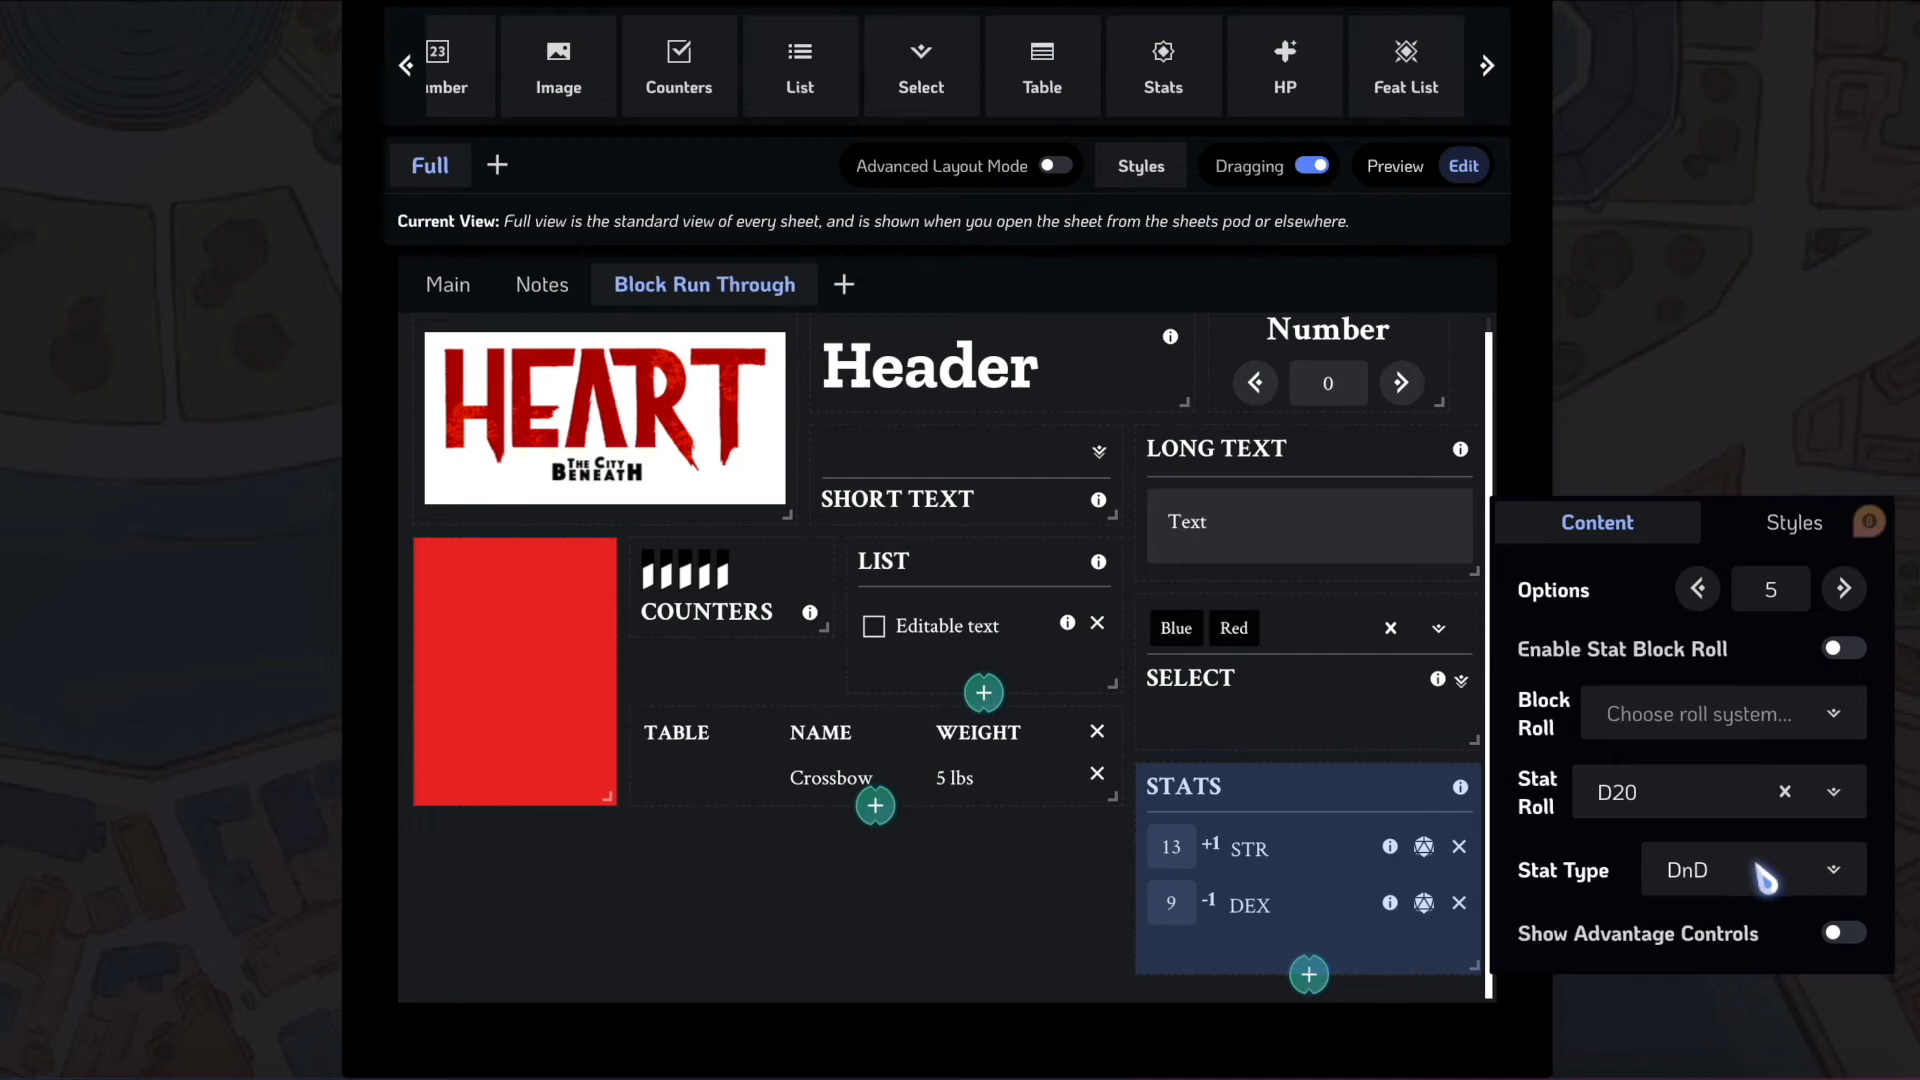 23
umber
Image
Counters
List
Select
Table
Stats
HP
Feat List
Full
Advanced Layout Mode
Styles
Dragging
Preview
Edit
Current View: Full view is the standard view of every sheet, and is shown when you open the sheet from the sheets pod or elsewhere.
Main
Notes
Block Run Through
HEART
THE CITY
BENEATH
Header
Number
0
SHORT TEXT
LONG TEXT
Text
COUNTERS
LIST
Editable text
Blue
Red
SELECT
TABLE NAME WEIGHT
Crossbow 5 lbs
STATS
13 +1 STR
9 -1 DEX
Content
Styles
Options
5
Enable Stat Block Roll
Block
Roll
Choose roll system...
Stat
Roll
D20
Stat Type
DnD
Show Advantage Controls